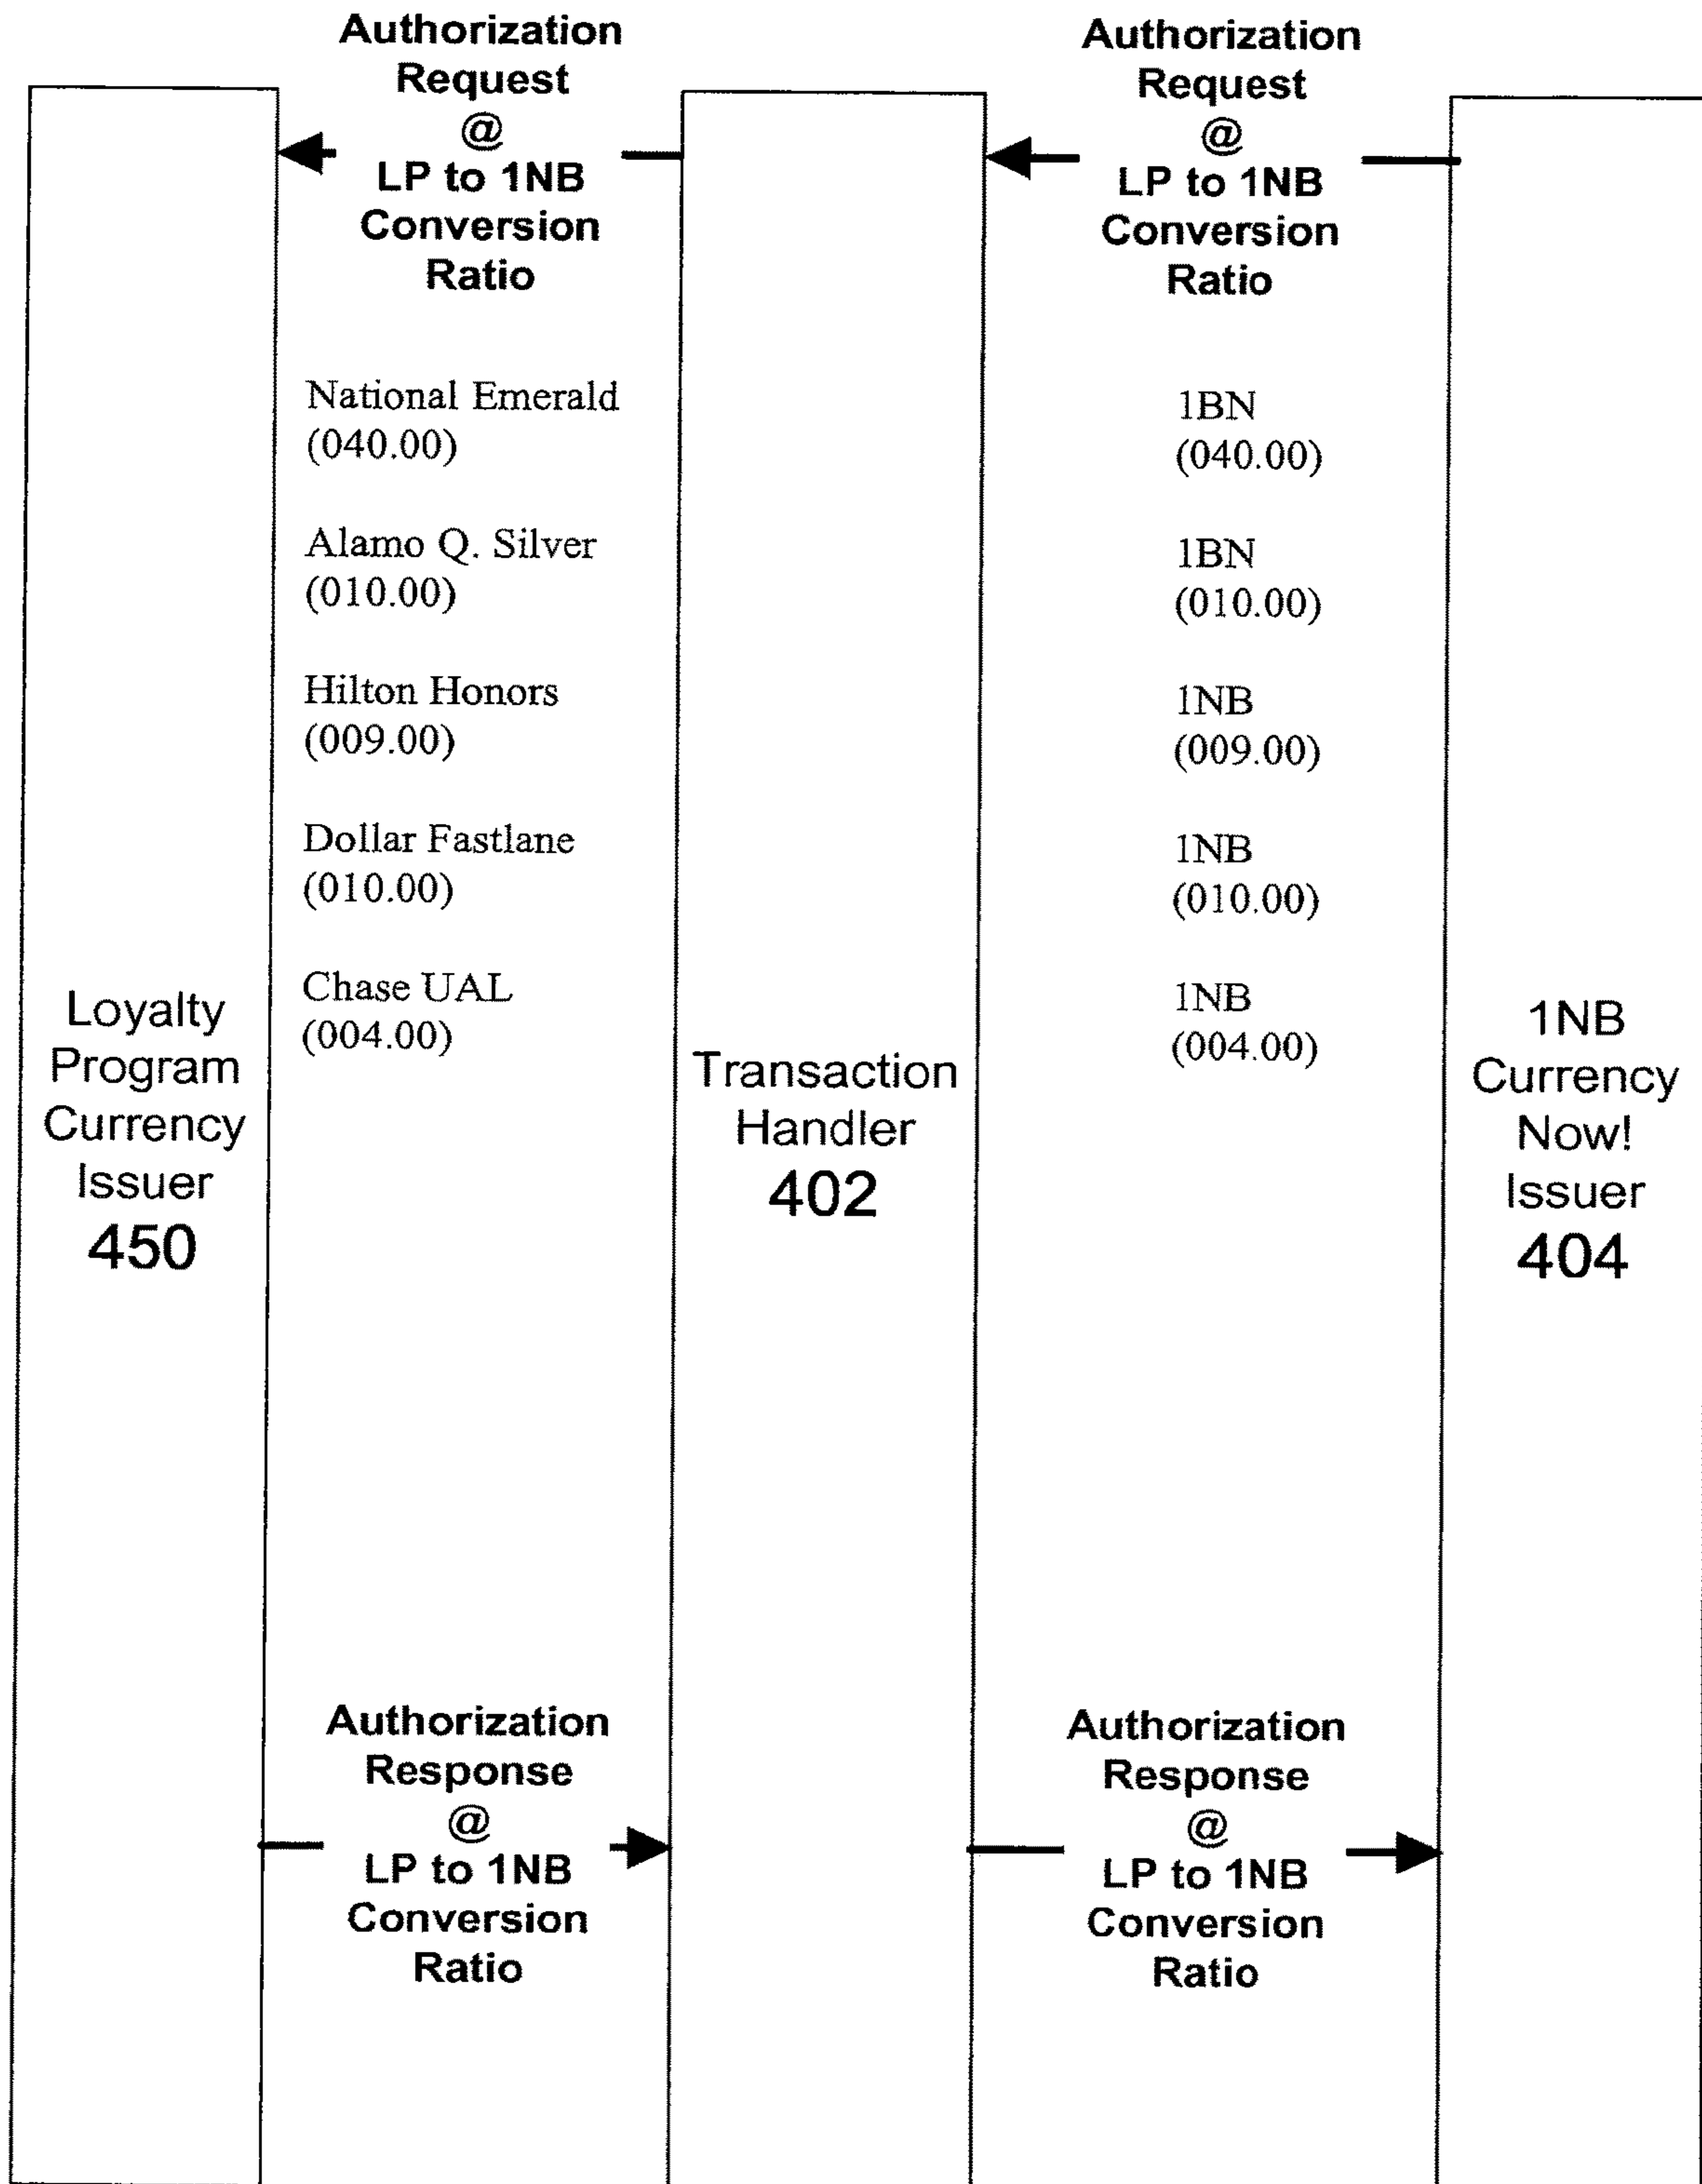 Authorization
Request
@
LP to 1NB
Conversion
Ratio
Authorization
Request
@
LP to 1NB
Conversion
Ratio
National Emerald
(040.00)
1BN
(040.00)
Alamo Q. Silver
(010.00)
1BN
(010.00)
Hilton Honors
(009.00)
1NB
(009.00)
Dollar Fastlane
(010.00)
1NB
(010.00)
Chase UAL
(004.00)
1NB
(004.00)
Loyalty
Program
Currency
Issuer
450
Transaction
Handler
402
1NB
Currency
Now!
Issuer
404
Authorization
Response
@
LP to 1NB
Conversion
Ratio
Authorization
Response
@
LP to 1NB
Conversion
Ratio